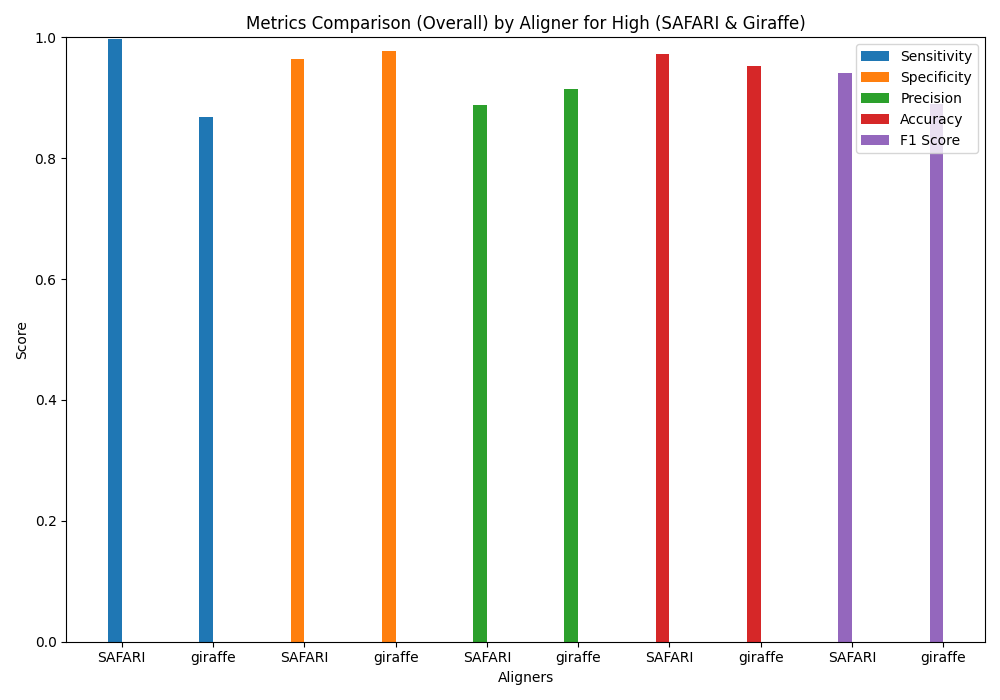 Metrics Comparison (Overall) by Aligner for High (SAFARI & Giraffe)
Score
1.0
0.8
0.6
0.4
0.2
0.0
Sensitivity
Specificity
Precision
Accuracy
F1 Score
SAFARI giraffe SAFARI giraffe SAFARI giraffe SAFARI giraffe SAFARI giraffe
Aligners